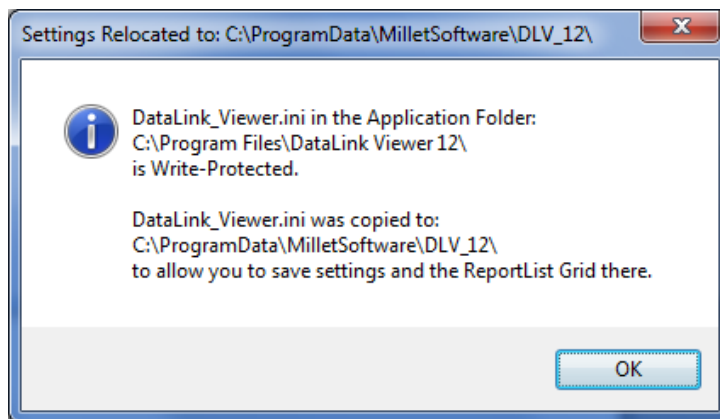 Settings Relocated to: C:\ProgramData\MilletSoftware\DLV_12\
DataLink_Viewer.ini in the Application Folder:
C:\Program Files\DataLink Viewer 12\
is Write-Protected.
DataLink_Viewer.ini was copied to:
C:\ProgramData\MilletSoftware\DLV_12\
to allow you to save settings and the ReportList Grid there.
OK